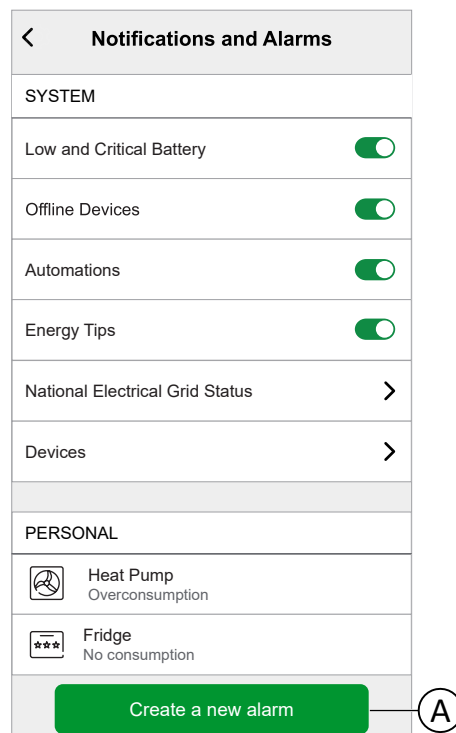 Notifications and Alarms
SYSTEM
Low and Critical Battery
Offline Devices
Automations
Energy Tips
National Electrical Grid Status
Devices
PERSONAL
Heat Pump
Overconsumption
Fridge
No consumption
Create a new alarm
A